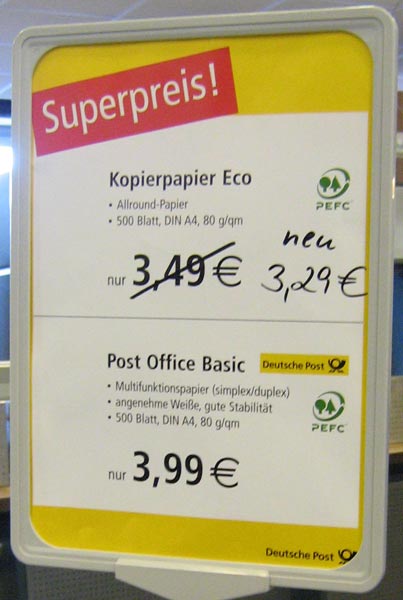 Superpreis!
Kopierpapier Eco
• Allround-Papier
• 500 Blatt, DIN A4, 80 g/qm
PEFC
neu
nur 3,49 € 3,29 €
Post Office Basic
Deutsche Post
• Multifunktionspapier (simplex/duplex)
• angenehme Weiße, gute Stabilität
• 500 Blatt, DIN A4, 80 g/qm
PEFC
nur 3,99 €
Deutsche Post